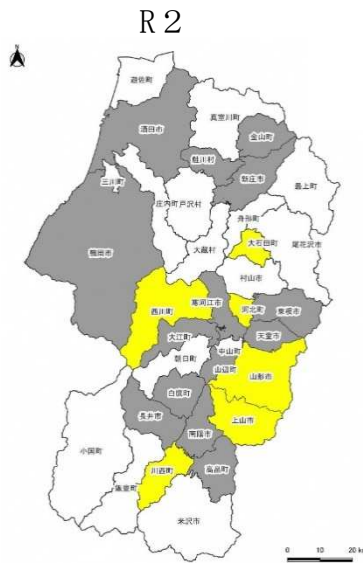 R2
遊佐町
酒田市
真室川町
金山町
鮭川村
新庄市
三川町
庄内町
戸沢村
最上町
舟形町
大石田町
尾花沢市
大蔵村
鶴岡市
村山市
西川町
寒河江市
河北町
東根市
大江町
天童市
朝日町
中山町
山辺町
山形市
白鷹町
長井市
上山市
南陽市
小国町
川西町
高畠町
飯豊町
米沢市
0 10 20 km